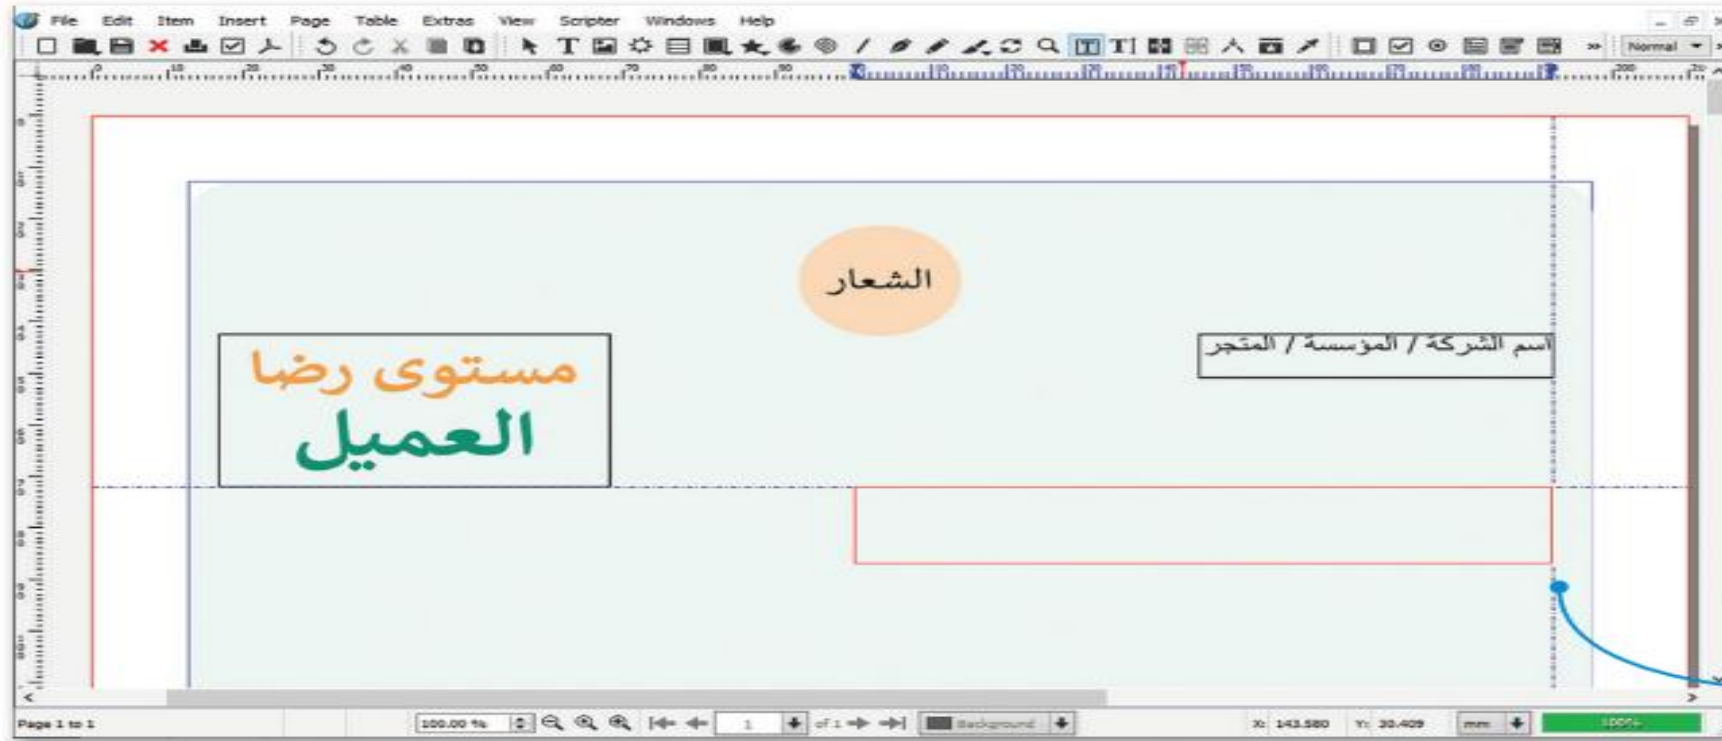 File Edit Item Insert Page Table Extras View Scripter Windows Help
Normal
الشعار
اسم الشركة / المؤسسة / المتجر
مستوى رضا
العميل
Page 1 to 1
100.00 %
1 of 1
Background
X: 143.580 Y: 30.409
mm
100%